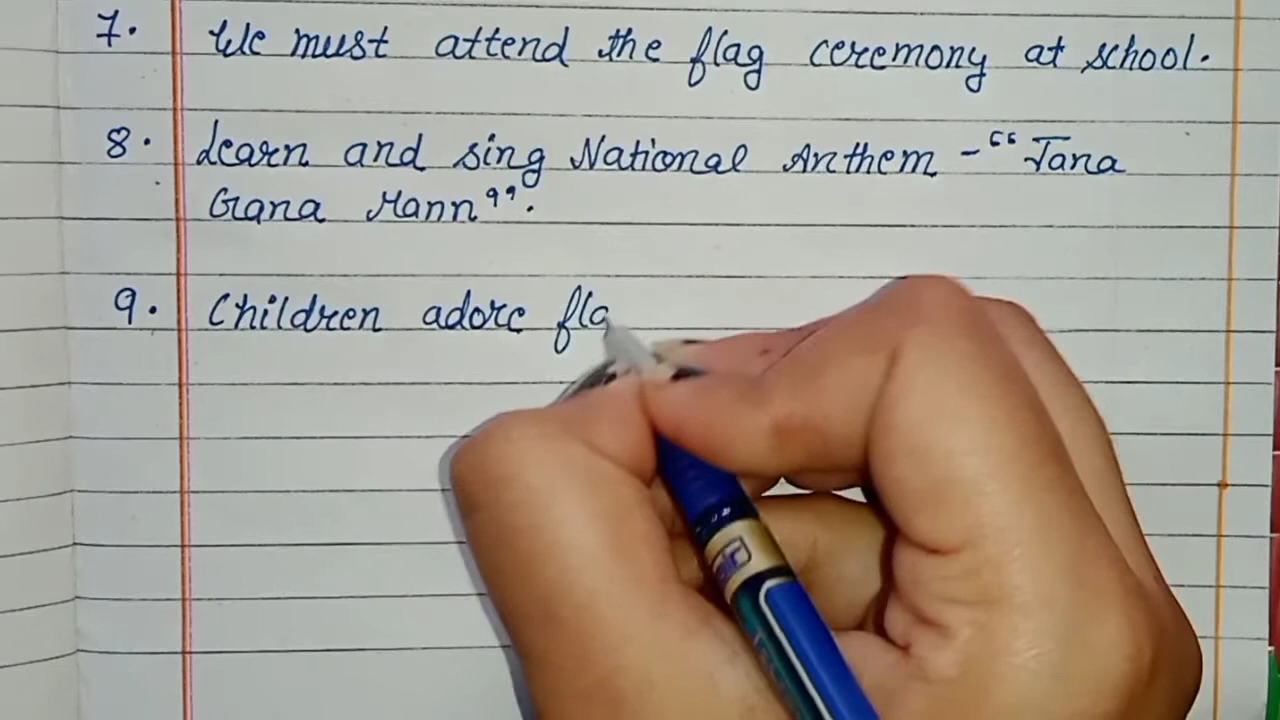 7. We must attend the flag ceremony at school.
8. Learn and sing National Anthem - "Jana
Gana Mann".
9. Children adore fla